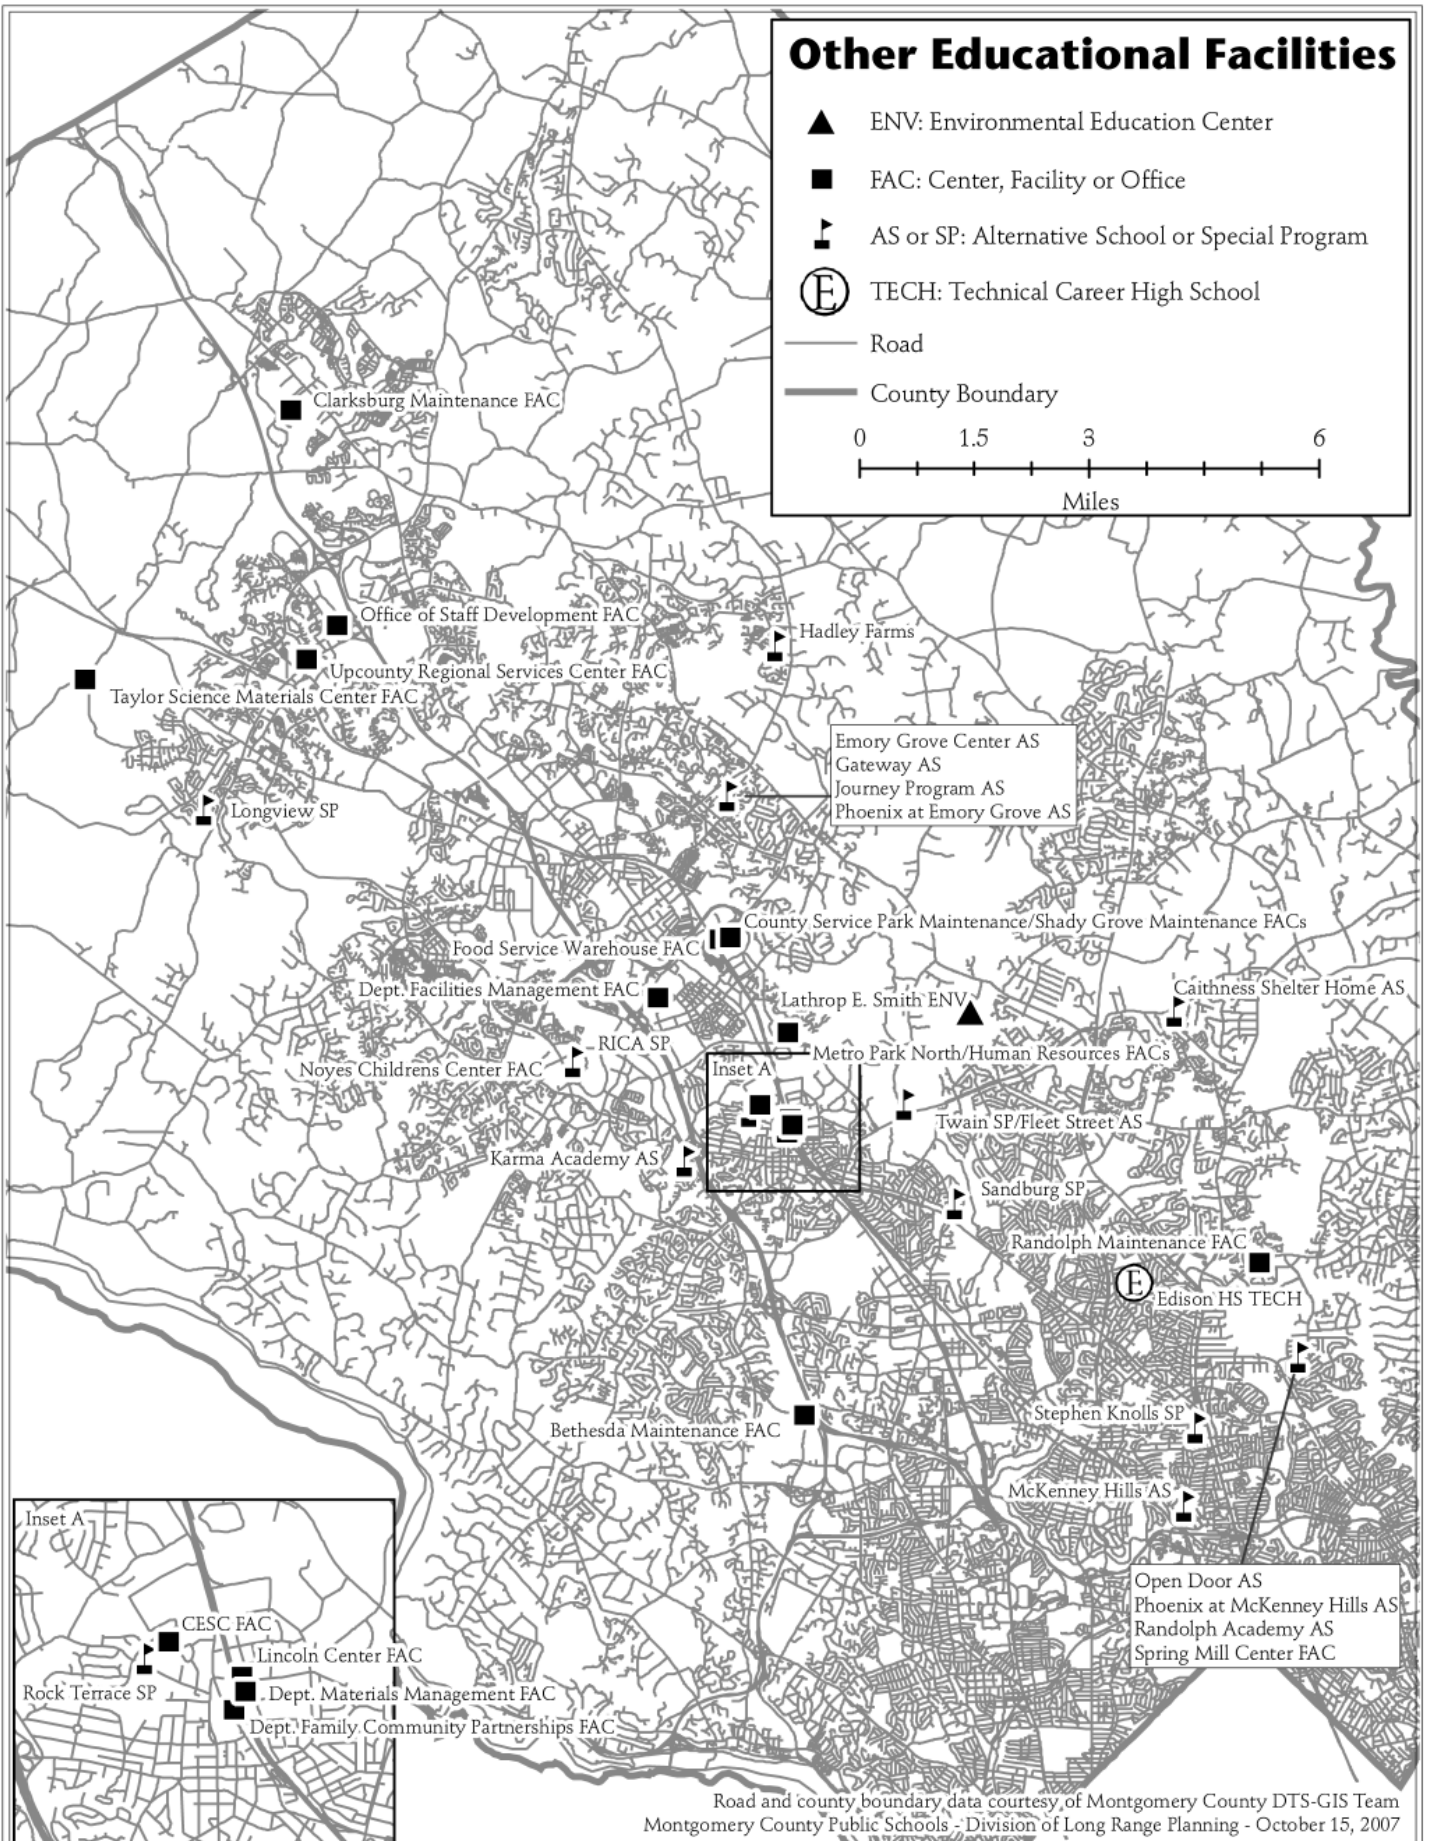 Other Educational Facilities
ENV: Environmental Education Center
FAC: Center, Facility or Office
AS or SP: Alternative School or Special Program
E
TECH: Technical Career High School
Road
County Boundary
0 1.5 3 6
Miles
Clarksburg Maintenance FAC
Office of Staff Development FAC
Hadley Farms
Upcounty Regional Services Center FAC
Taylor Science Materials Center FAC
Emory Grove Center AS
Gateway AS
Journey Program AS
Phoenix at Emory Grove AS
Longview SP
County Service Park Maintenance/Shady Grove Maintenance FACs
Food Service Warehouse FAC
Dept. Facilities Management FAC
Lathrop E. Smith ENV
Caithness Shelter Home AS
RICA SP
Metro Park North/Human Resources FACs
Noyes Childrens Center FAC
Inset A
Twain SP/Fleet Street AS
Karma Academy AS
Sandburg SP
Randolph Maintenance FAC
E
Edison HS TECH
Stephen Knolls SP
Bethesda Maintenance FAC
McKenney Hills AS
Open Door AS
Phoenix at McKenney Hills AS
Randolph Academy AS
Spring Mill Center FAC
Inset A
CESC FAC
Lincoln Center FAC
Rock Terrace SP
Dept. Materials Management FAC
Dept. Family Community Partnerships FAC
Road and county boundary data courtesy of Montgomery County DTS-GIS Team
Montgomery County Public Schools - Division of Long Range Planning - October 15, 2007